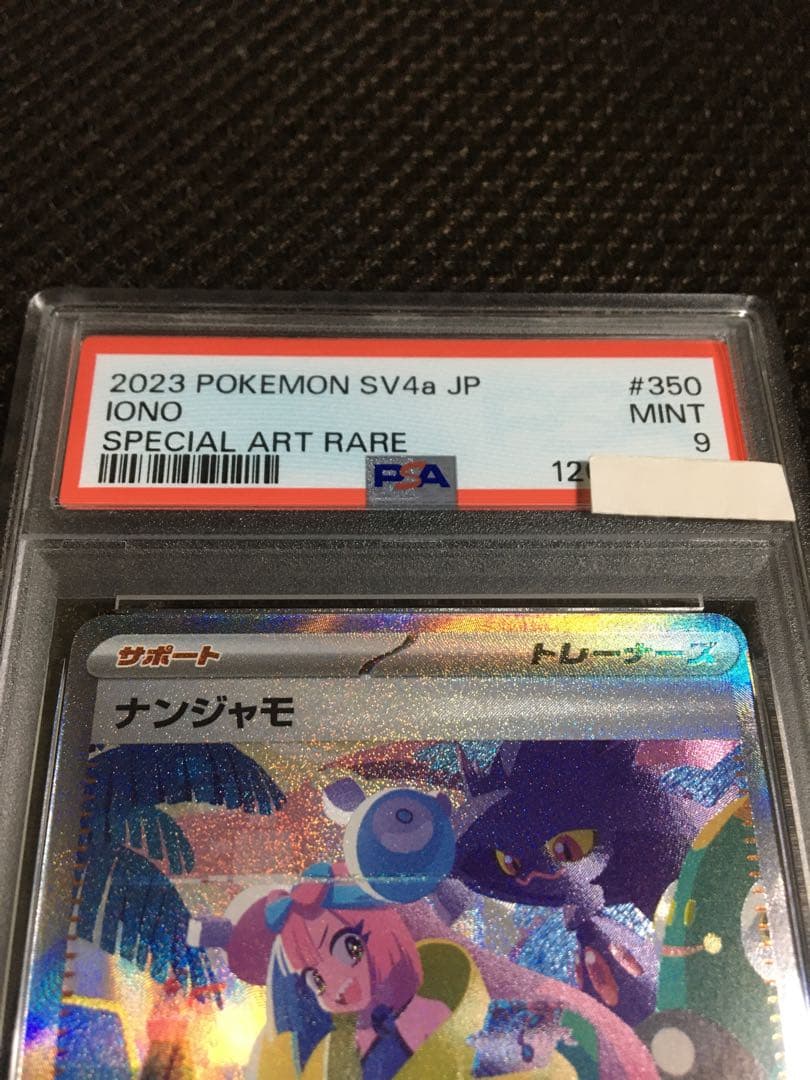 2023 POKEMON SV4a JP #350
IONO MINT
SPECIAL ART RARE 9
PSA
サポート トレーナーズ
ナンジャモ